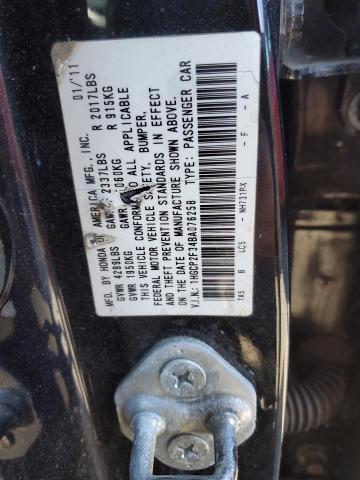 MFD. BY HONDA OF AMERICA MFG., INC. 01/11
GVWR 4299LBS GAWR 2337LBS R 2017LBS
GVWR 1950KG GAWR 1060KG R 915KG
THIS VEHICLE CONFORMS TO ALL APPLICABLE
FEDERAL MOTOR VEHICLE SAFETY, BUMPER,
AND THEFT PREVENTION STANDARDS IN EFFECT
ON THE DATE OF MANUFACTURE SHOWN ABOVE.
V.I.N.: 1HGCP2F34BA076258 TYPE: PASSENGER CAR
TA5 B LC5 NH731PX F - A